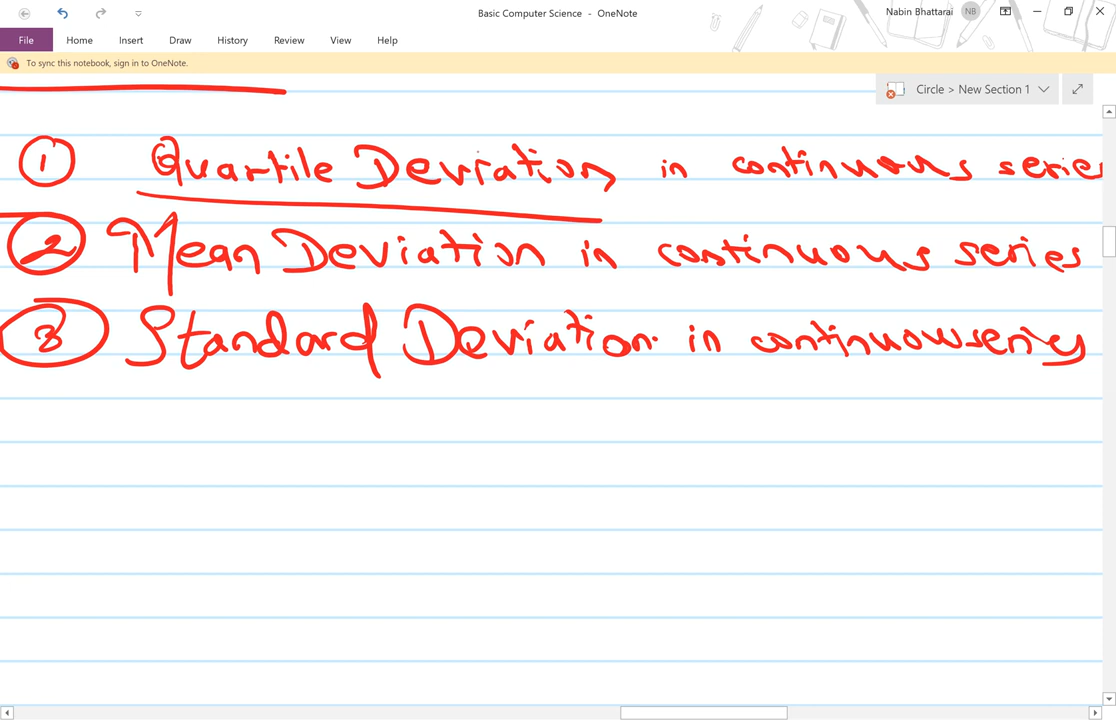 Basic Computer Science - OneNote
Nabin Bhattarai NB
File Home Insert Draw History Review View Help
To sync this notebook, sign in to OneNote.
Circle > New Section 1
1 Quartile Deviation in continuous series
2 Mean Deviation in continuous series
3 Standard Deviation in continuous series